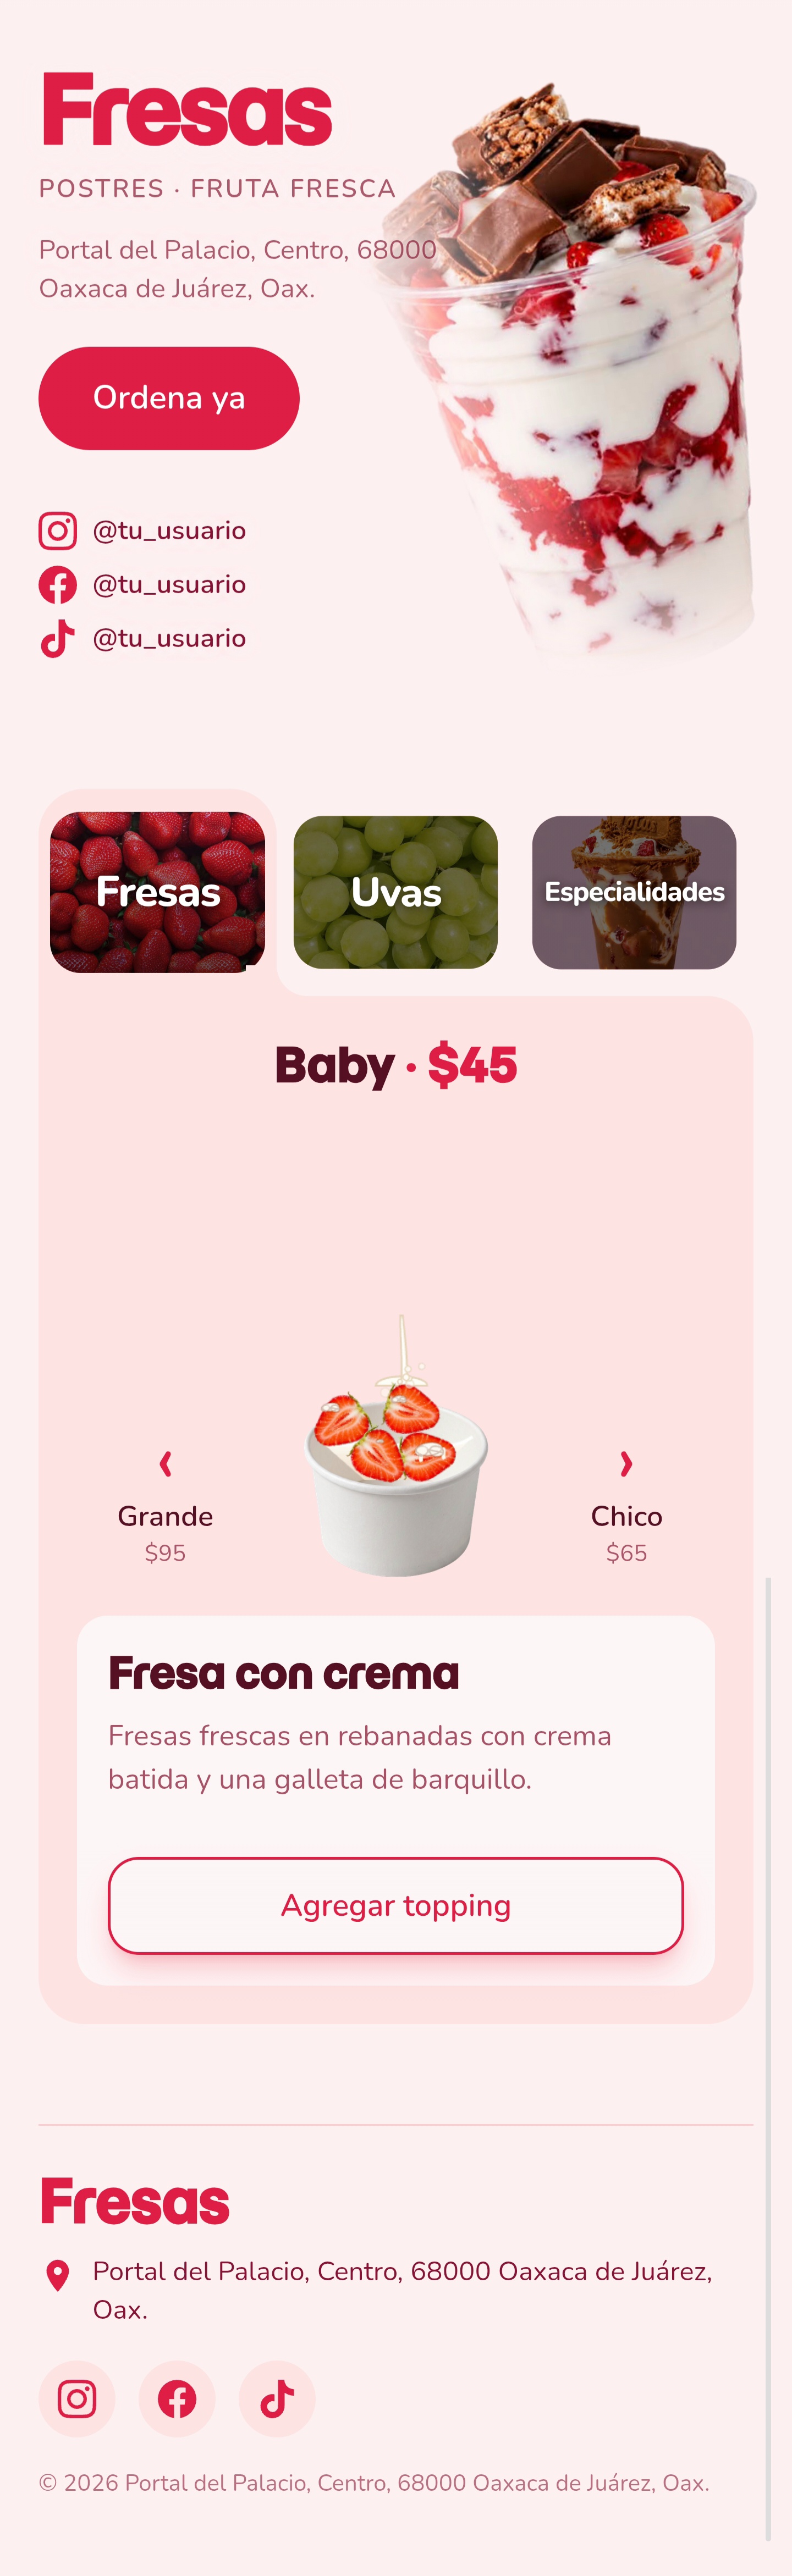 Fresas
POSTRES · FRUTA FRESCA
Portal del Palacio, Centro, 68000
Oaxaca de Juárez, Oax.
Ordena ya
@tu_usuario
@tu_usuario
@tu_usuario
Fresas
Uvas
Especialidades
Baby · $45
‹
›
Grande
Chico
$95
$65
Fresa con crema
Fresas frescas en rebanadas con crema
batida y una galleta de barquillo.
Agregar topping
Fresas
Portal del Palacio, Centro, 68000 Oaxaca de Juárez,
Oax.
© 2026 Portal del Palacio, Centro, 68000 Oaxaca de Juárez, Oax.